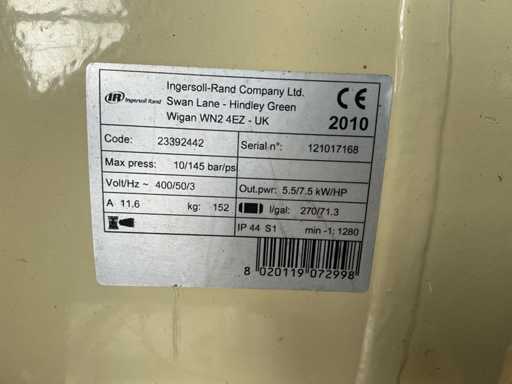 IR Ingersoll Rand
Ingersoll-Rand Company Ltd.
Swan Lane - Hindley Green
Wigan WN2 4EZ - UK
CE
2010
Code: 23392442
Serial n°: 121017168
Max press: 10/145 bar/psi
Volt/Hz ~ 400/50/3
Out.pwr: 5.5/7.5 kW/HP
A 11.6 kg: 152
l/gal: 270/71.3
IP 44 S1 min -1: 1280
8 020119 072998